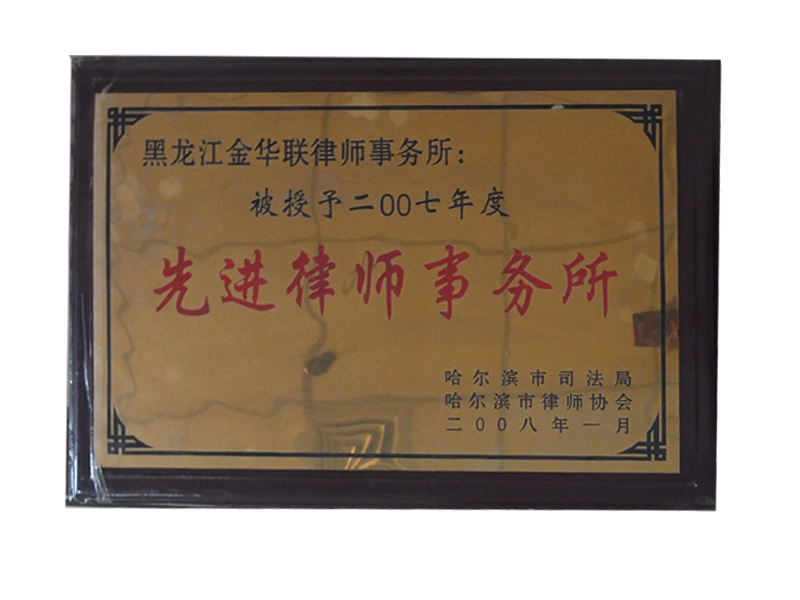 黑龙江金华联律师事务所：
被授予二00七年度
先进律师事务所
哈尔滨市司法局
哈尔滨市律师协会
二00八年一月